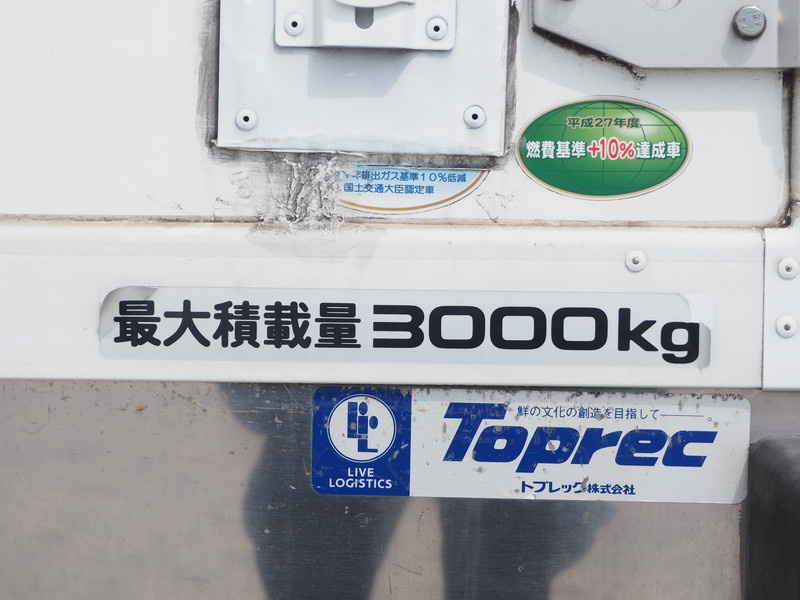 平成27年度
燃費基準+10%達成車
年排出ガス基準10%低減
国土交通大臣認定車
最大積載量3000kg
鮮の文化の創造を目指して――。
Toprec
LIVE
LOGISTICS
トプレック株式会社